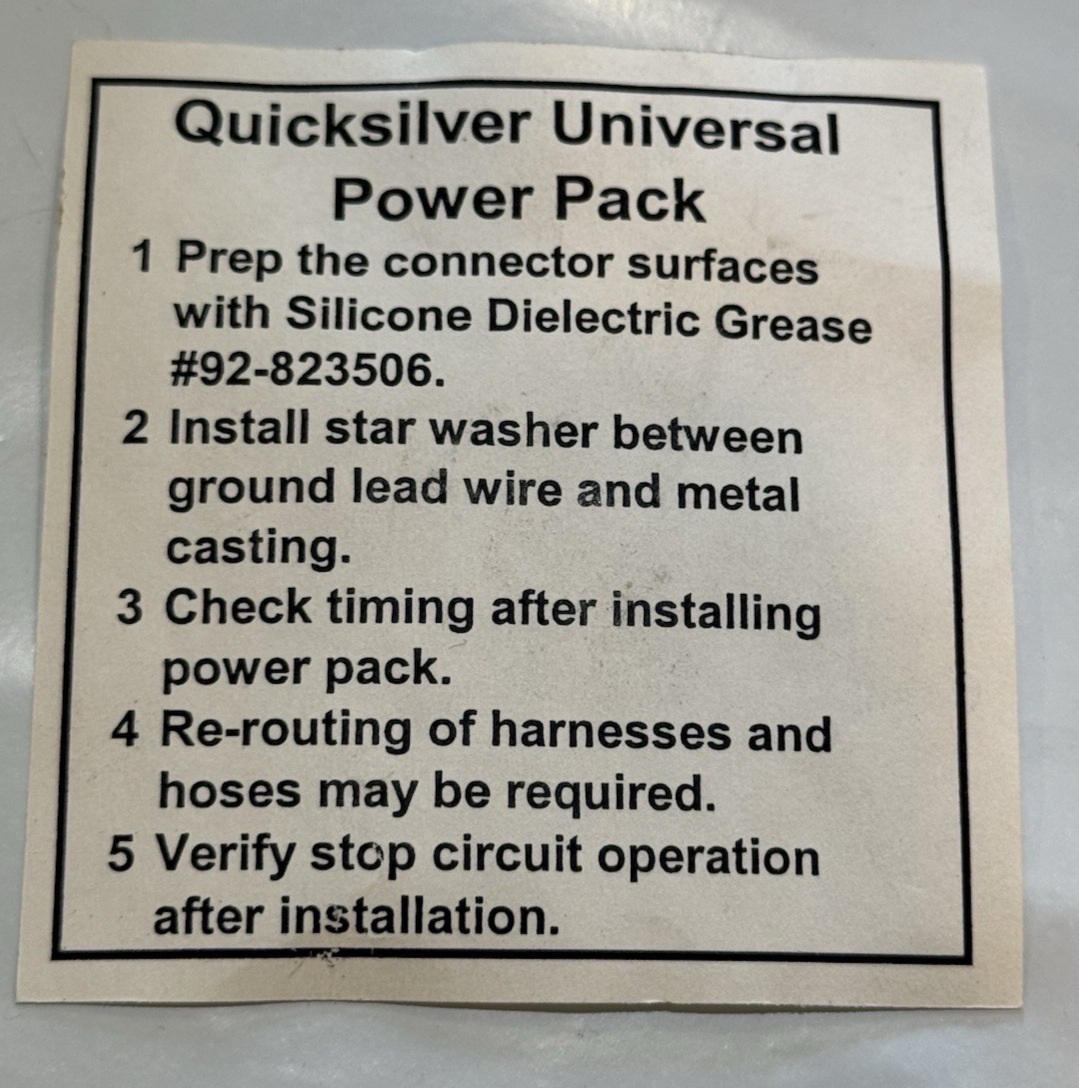 Quicksilver Universal
Power Pack
1 Prep the connector surfaces
with Silicone Dielectric Grease
#92-823506.
2 Install star washer between
ground lead wire and metal
casting.
3 Check timing after installing
power pack.
4 Re-routing of harnesses and
hoses may be required.
5 Verify stop circuit operation
after installation.